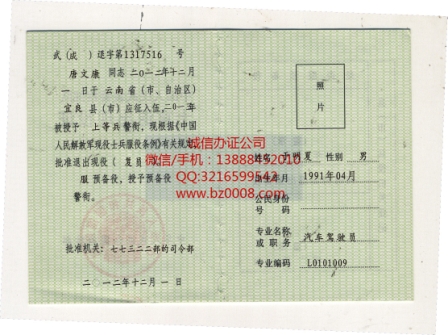 武（成）退字第1317516 号
唐文康 同志 二〇一二年十二月
一 日于 云南省（市、自治区）
宜良 县（市）应征入伍，二〇一 年
被授予 上等兵警衔，现根据《中国
人民解放军现役士兵服役条例》有关规定，
批准退出现役（复员），
服 预备役，授予预备役
警衔。
批准机关：七七三二二部的司令部
二〇一二年十二月一日
照
片
诚信办证公司
微信/手机：13888452010
QQ:321659954
www.bz0008.com
姓名 夏 性别 男
出生年月 1991年04月
公民身份
号 码
专业名称
或职务 汽车驾驶员
专业编码 L0101009